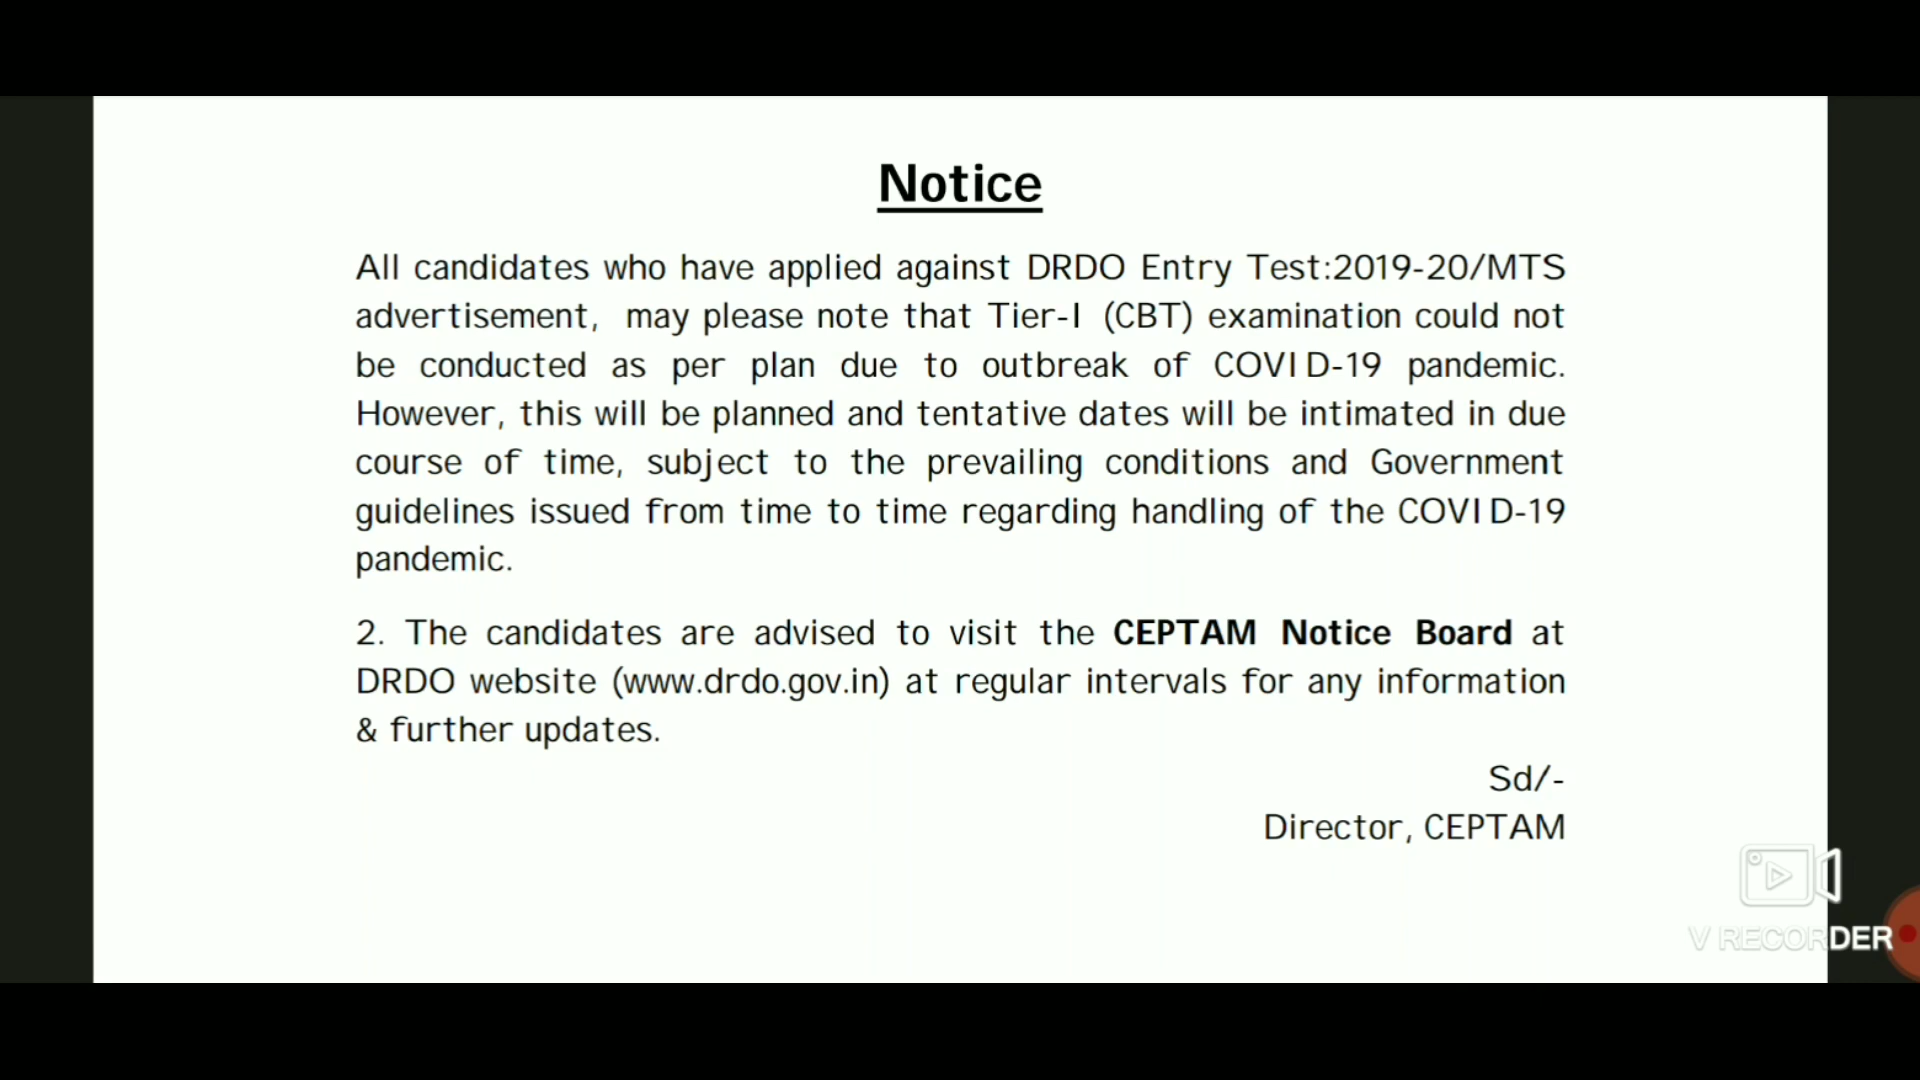 Notice
All candidates who have applied against DRDO Entry Test:2019-20/MTS
advertisement, may please note that Tier-I (CBT) examination could not
be conducted as per plan due to outbreak of COVID-19 pandemic.
However, this will be planned and tentative dates will be intimated in due
course of time, subject to the prevailing conditions and Government
guidelines issued from time to time regarding handling of the COVID-19
pandemic.
2. The candidates are advised to visit the CEPTAM Notice Board at
DRDO website (www.drdo.gov.in) at regular intervals for any information
& further updates.
Sd/-
Director, CEPTAM
V RECORDER